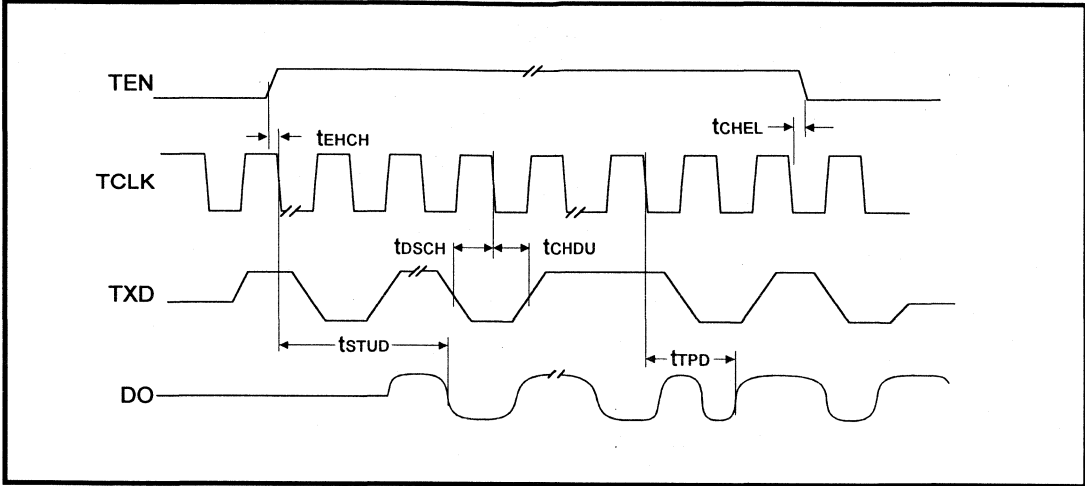 TEN
tEHCH
tCHEL
TCLK
tDSCH
tCHDU
TXD
tSTUD
tTPD
DO